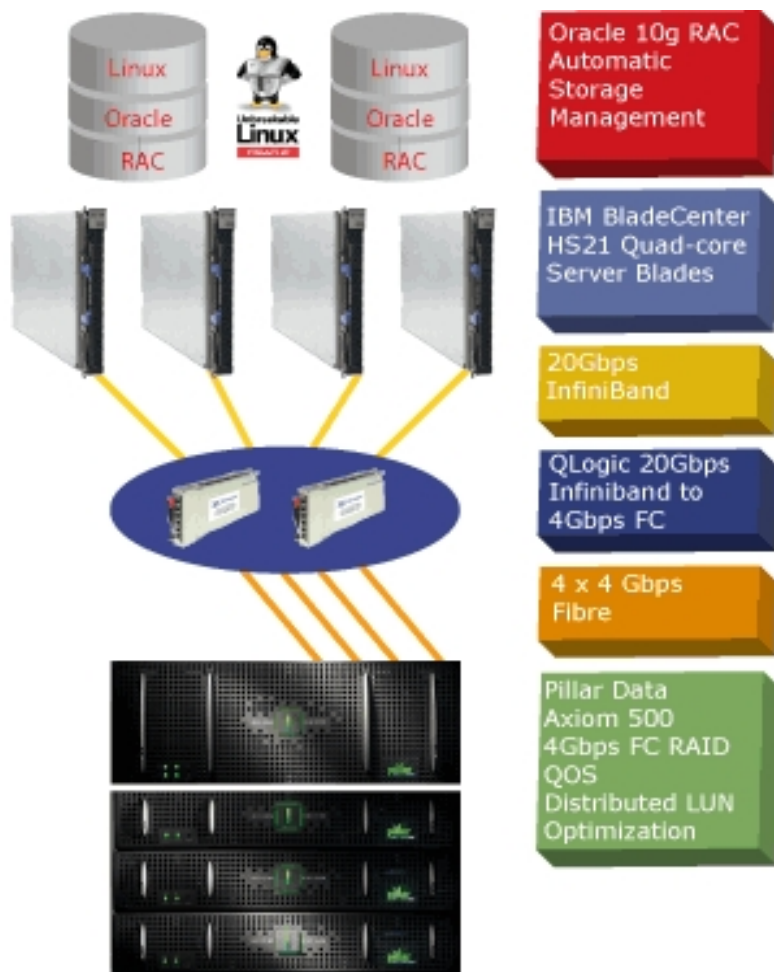 Linux
Oracle
RAC
Unbreakable
Linux
Linux
Oracle
RAC
Oracle 10g RAC
Automatic
Storage
Management
IBM BladeCenter
HS21 Quad-core
Server Blades
20Gbps
InfiniBand
QLogic 20Gbps
Infiniband to
4Gbps FC
4 x 4 Gbps
Fibre
Pillar Data
Axiom 500
4Gbps FC RAID
QOS
Distributed LUN
Optimization